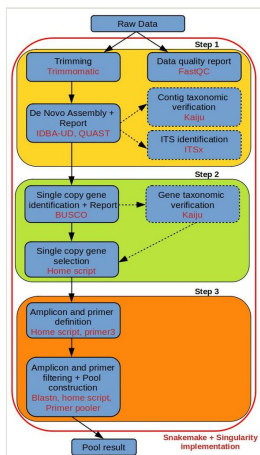 Raw Data
Step 1
Trimming
Trimmomatic
Data quality report
FastQC
De Novo Assembly +
Report
IDBA-UD, QUAST
Contig taxonomic
verification
Kaiju
ITS identification
ITSx
Step 2
Single copy gene
identification + Report
BUSCO
Gene taxonomic
verification
Kaiju
Single copy gene
selection
Home script
Step 3
Amplicon and primer
definition
Home script, primer3
Amplicon and primer
filtering + Pool
construction
Blastn, home script,
Primer pooler
Snakemake + Singularity
implementation
Pool result